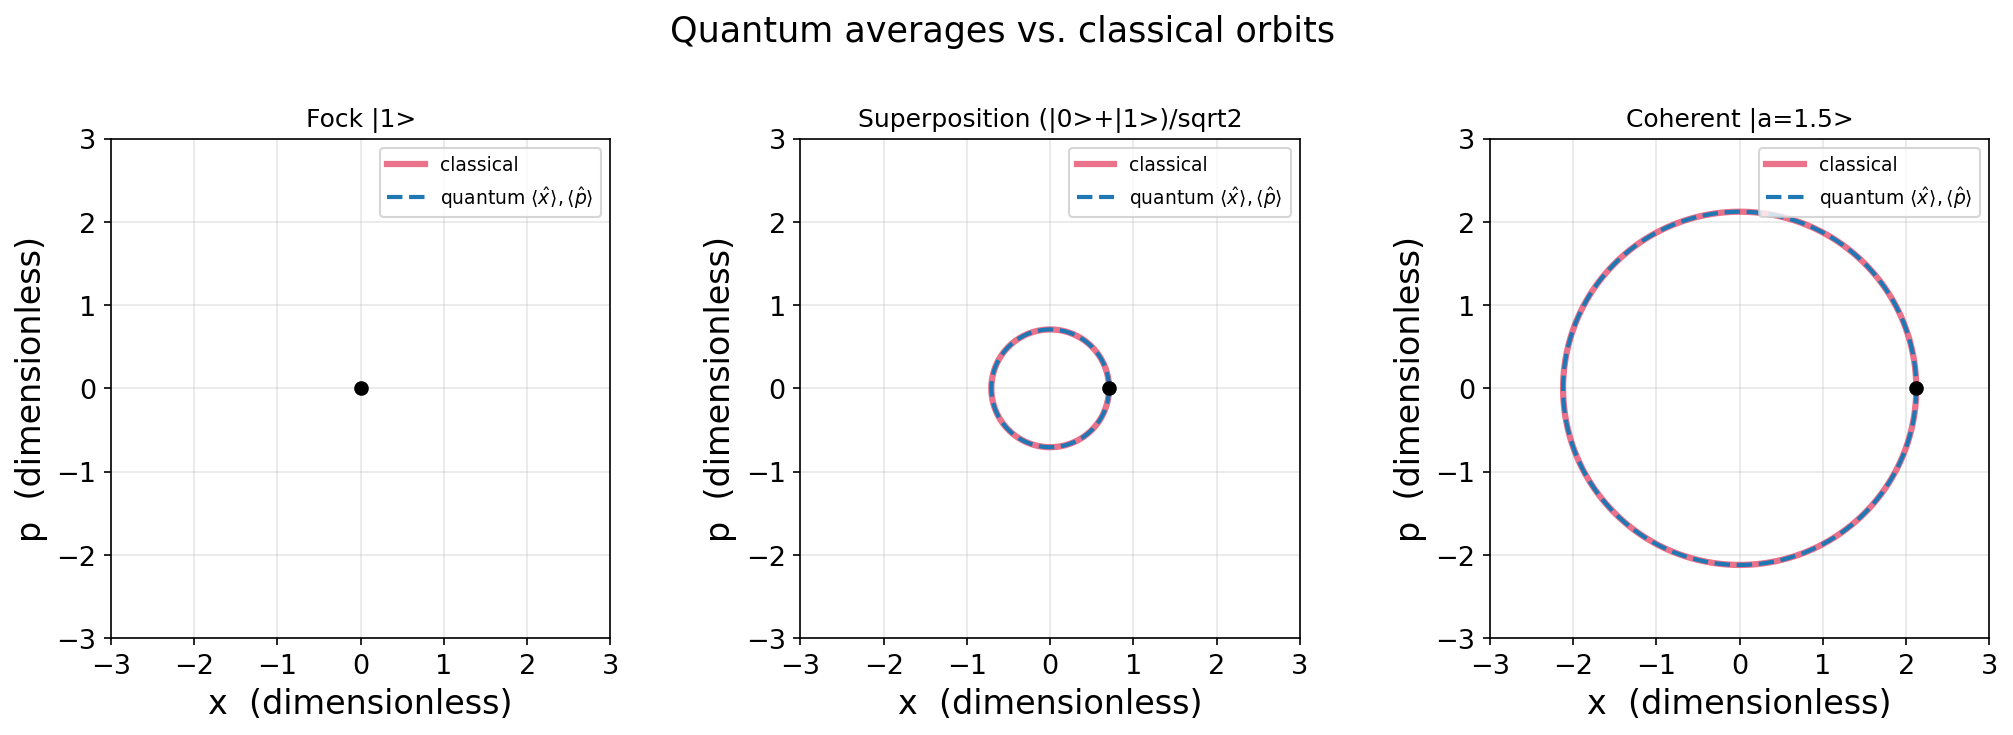 Quantum averages vs. classical orbits
Fock |1>
classical
quantum ⟨x̂⟩, ⟨p̂⟩
3
2
1
0
−1
−2
−3
p (dimensionless)
−3 −2 −1 0 1 2 3
x (dimensionless)
Superposition (|0>+|1>)/sqrt2
classical
quantum ⟨x̂⟩, ⟨p̂⟩
3
2
1
0
−1
−2
−3
p (dimensionless)
−3 −2 −1 0 1 2 3
x (dimensionless)
Coherent |a=1.5>
classical
quantum ⟨x̂⟩, ⟨p̂⟩
3
2
1
0
−1
−2
−3
p (dimensionless)
−3 −2 −1 0 1 2 3
x (dimensionless)